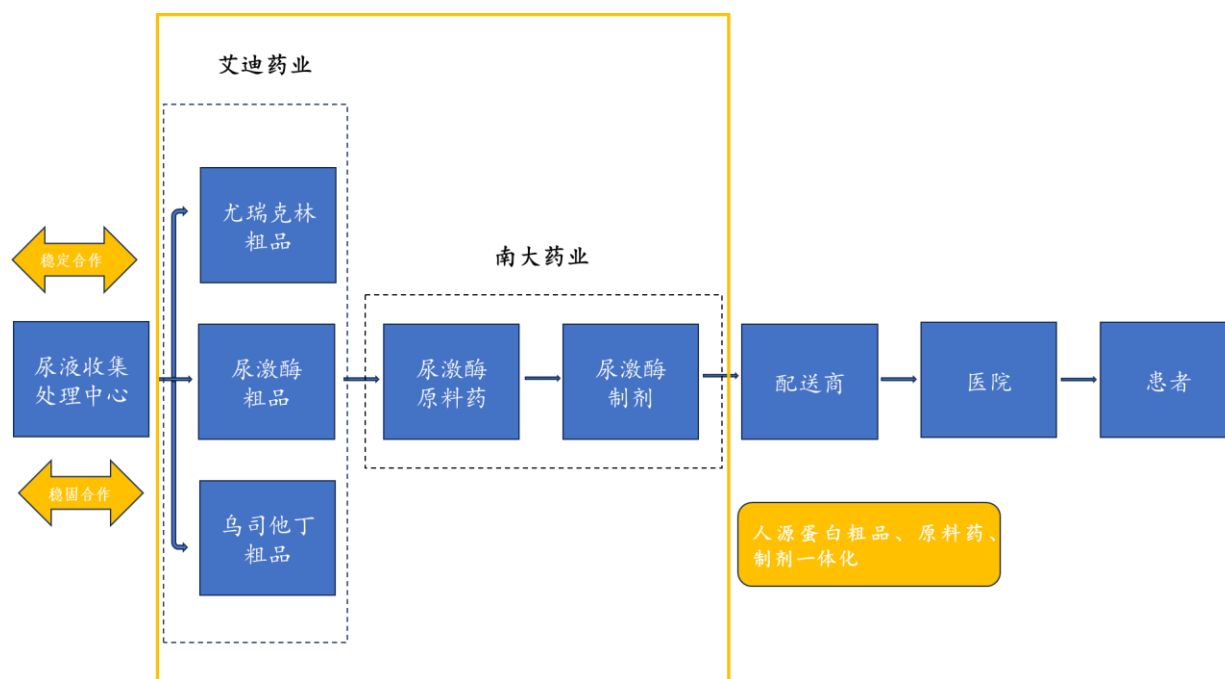 艾迪药业
尤瑞克林
粗品
稳定合作
南大药业
尿液收集
处理中心
尿激酶
粗品
尿激酶
原料药
尿激酶
制剂
配送商
医院
患者
稳固合作
乌司他丁
粗品
人源蛋白粗品、原料药、
制剂一体化